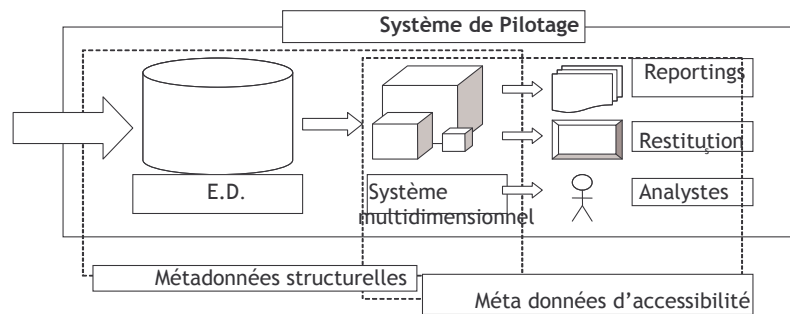 Système de Pilotage
Reportings
Restitution
E.D.
Système
multidimensionnel
Analystes
Métadonnées structurelles
Méta données d’accessibilité